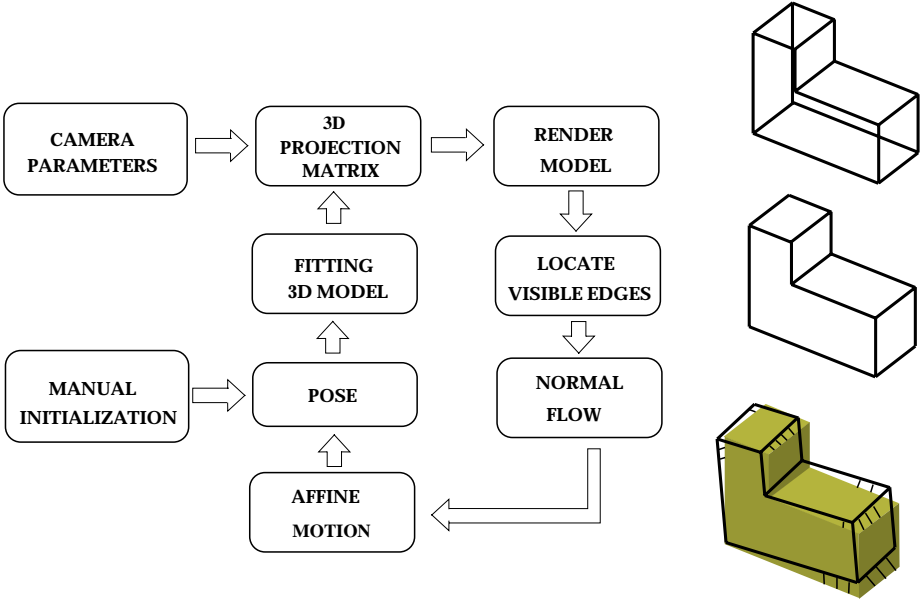 CAMERA
PARAMETERS
3D
PROJECTION
MATRIX
RENDER
MODEL
FITTING
3D MODEL
LOCATE
VISIBLE EDGES
MANUAL
INITIALIZATION
POSE
NORMAL
FLOW
AFFINE
MOTION